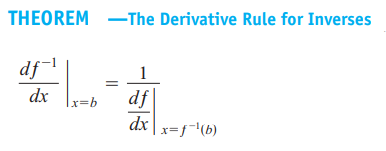 THEOREM —The Derivative Rule for Inverses
df⁻¹/dx |ₓ₌b = 1 / (df/dx |ₓ₌f⁻¹(b))